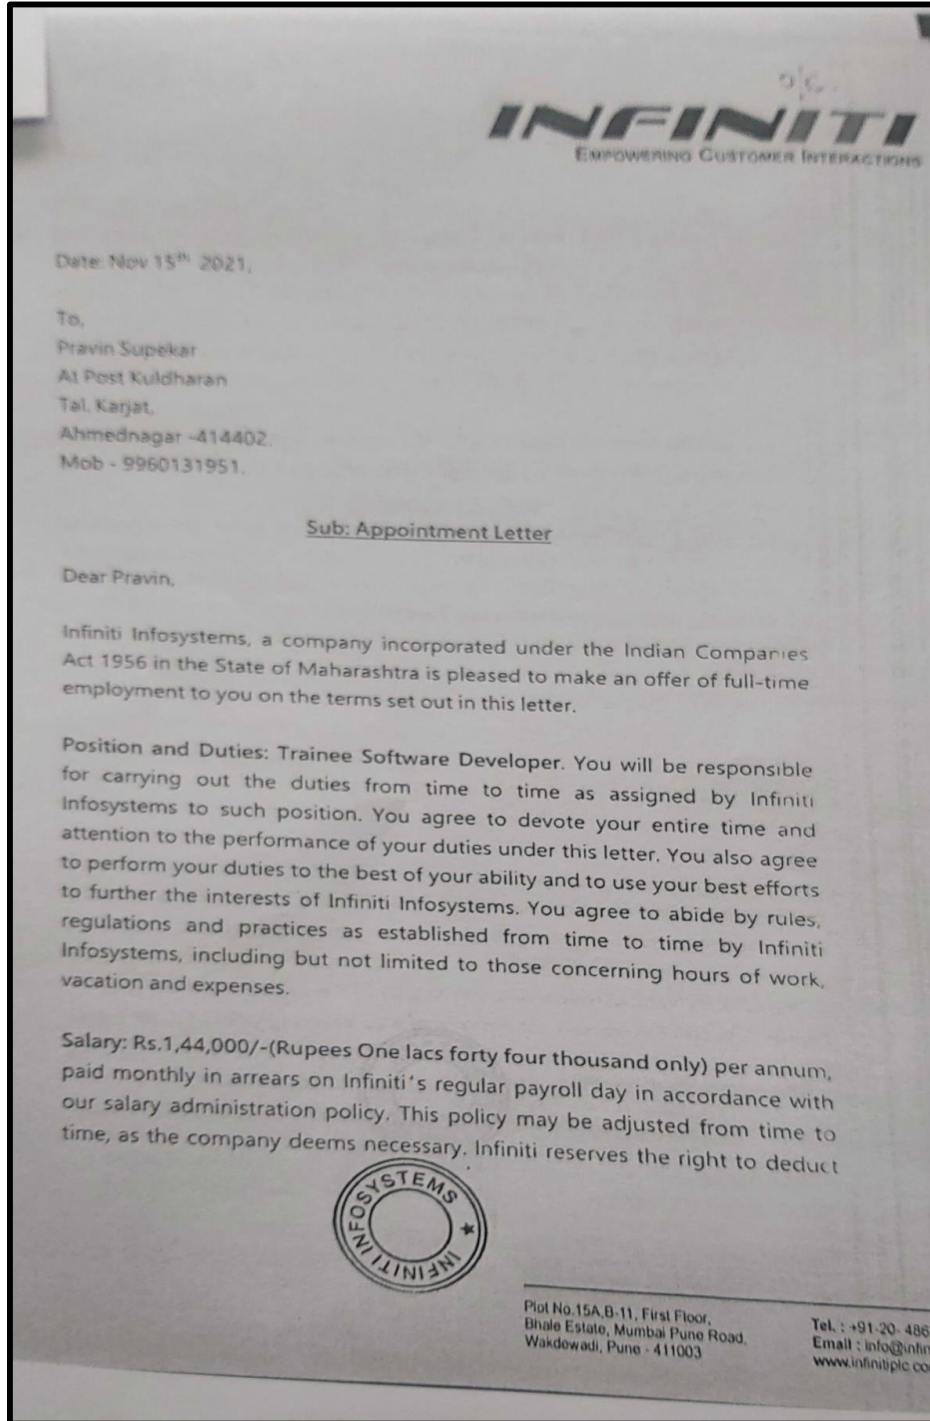 INFINITI
EMPOWERING CUSTOMER INTERACTIONS
Date: Nov 15th 2021,
To,
Pravin Supekar
At Post Kuldharan
Tal. Karjat,
Ahmednagar -414402.
Mob - 9960131951.
Sub: Appointment Letter
Dear Pravin,
Infiniti Infosystems, a company incorporated under the Indian Companies
Act 1956 in the State of Maharashtra is pleased to make an offer of full-time
employment to you on the terms set out in this letter.
Position and Duties: Trainee Software Developer. You will be responsible
for carrying out the duties from time to time as assigned by Infiniti
Infosystems to such position. You agree to devote your entire time and
attention to the performance of your duties under this letter. You also agree
to perform your duties to the best of your ability and to use your best efforts
to further the interests of Infiniti Infosystems. You agree to abide by rules,
regulations and practices as established from time to time by Infiniti
Infosystems, including but not limited to those concerning hours of work,
vacation and expenses.
Salary: Rs.1,44,000/-(Rupees One lacs forty four thousand only) per annum,
paid monthly in arrears on Infiniti's regular payroll day in accordance with
our salary administration policy. This policy may be adjusted from time to
time, as the company deems necessary. Infiniti reserves the right to deduct
INFINITI INFOSYSTEMS ★
Plot No.15A,B-11, First Floor,
Bhale Estate, Mumbai Pune Road,
Wakdewadi, Pune - 411003
Tel. : +91-20- 486
Email : info@infin
www.infinitiplc.co